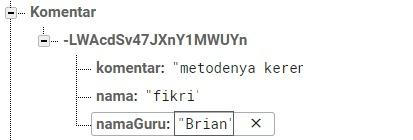 Komentar
-LWAcdSv47JXnY1MWUYn
komentar: "metodenya keren
nama: "fikri'
namaGuru: "Brian" ×